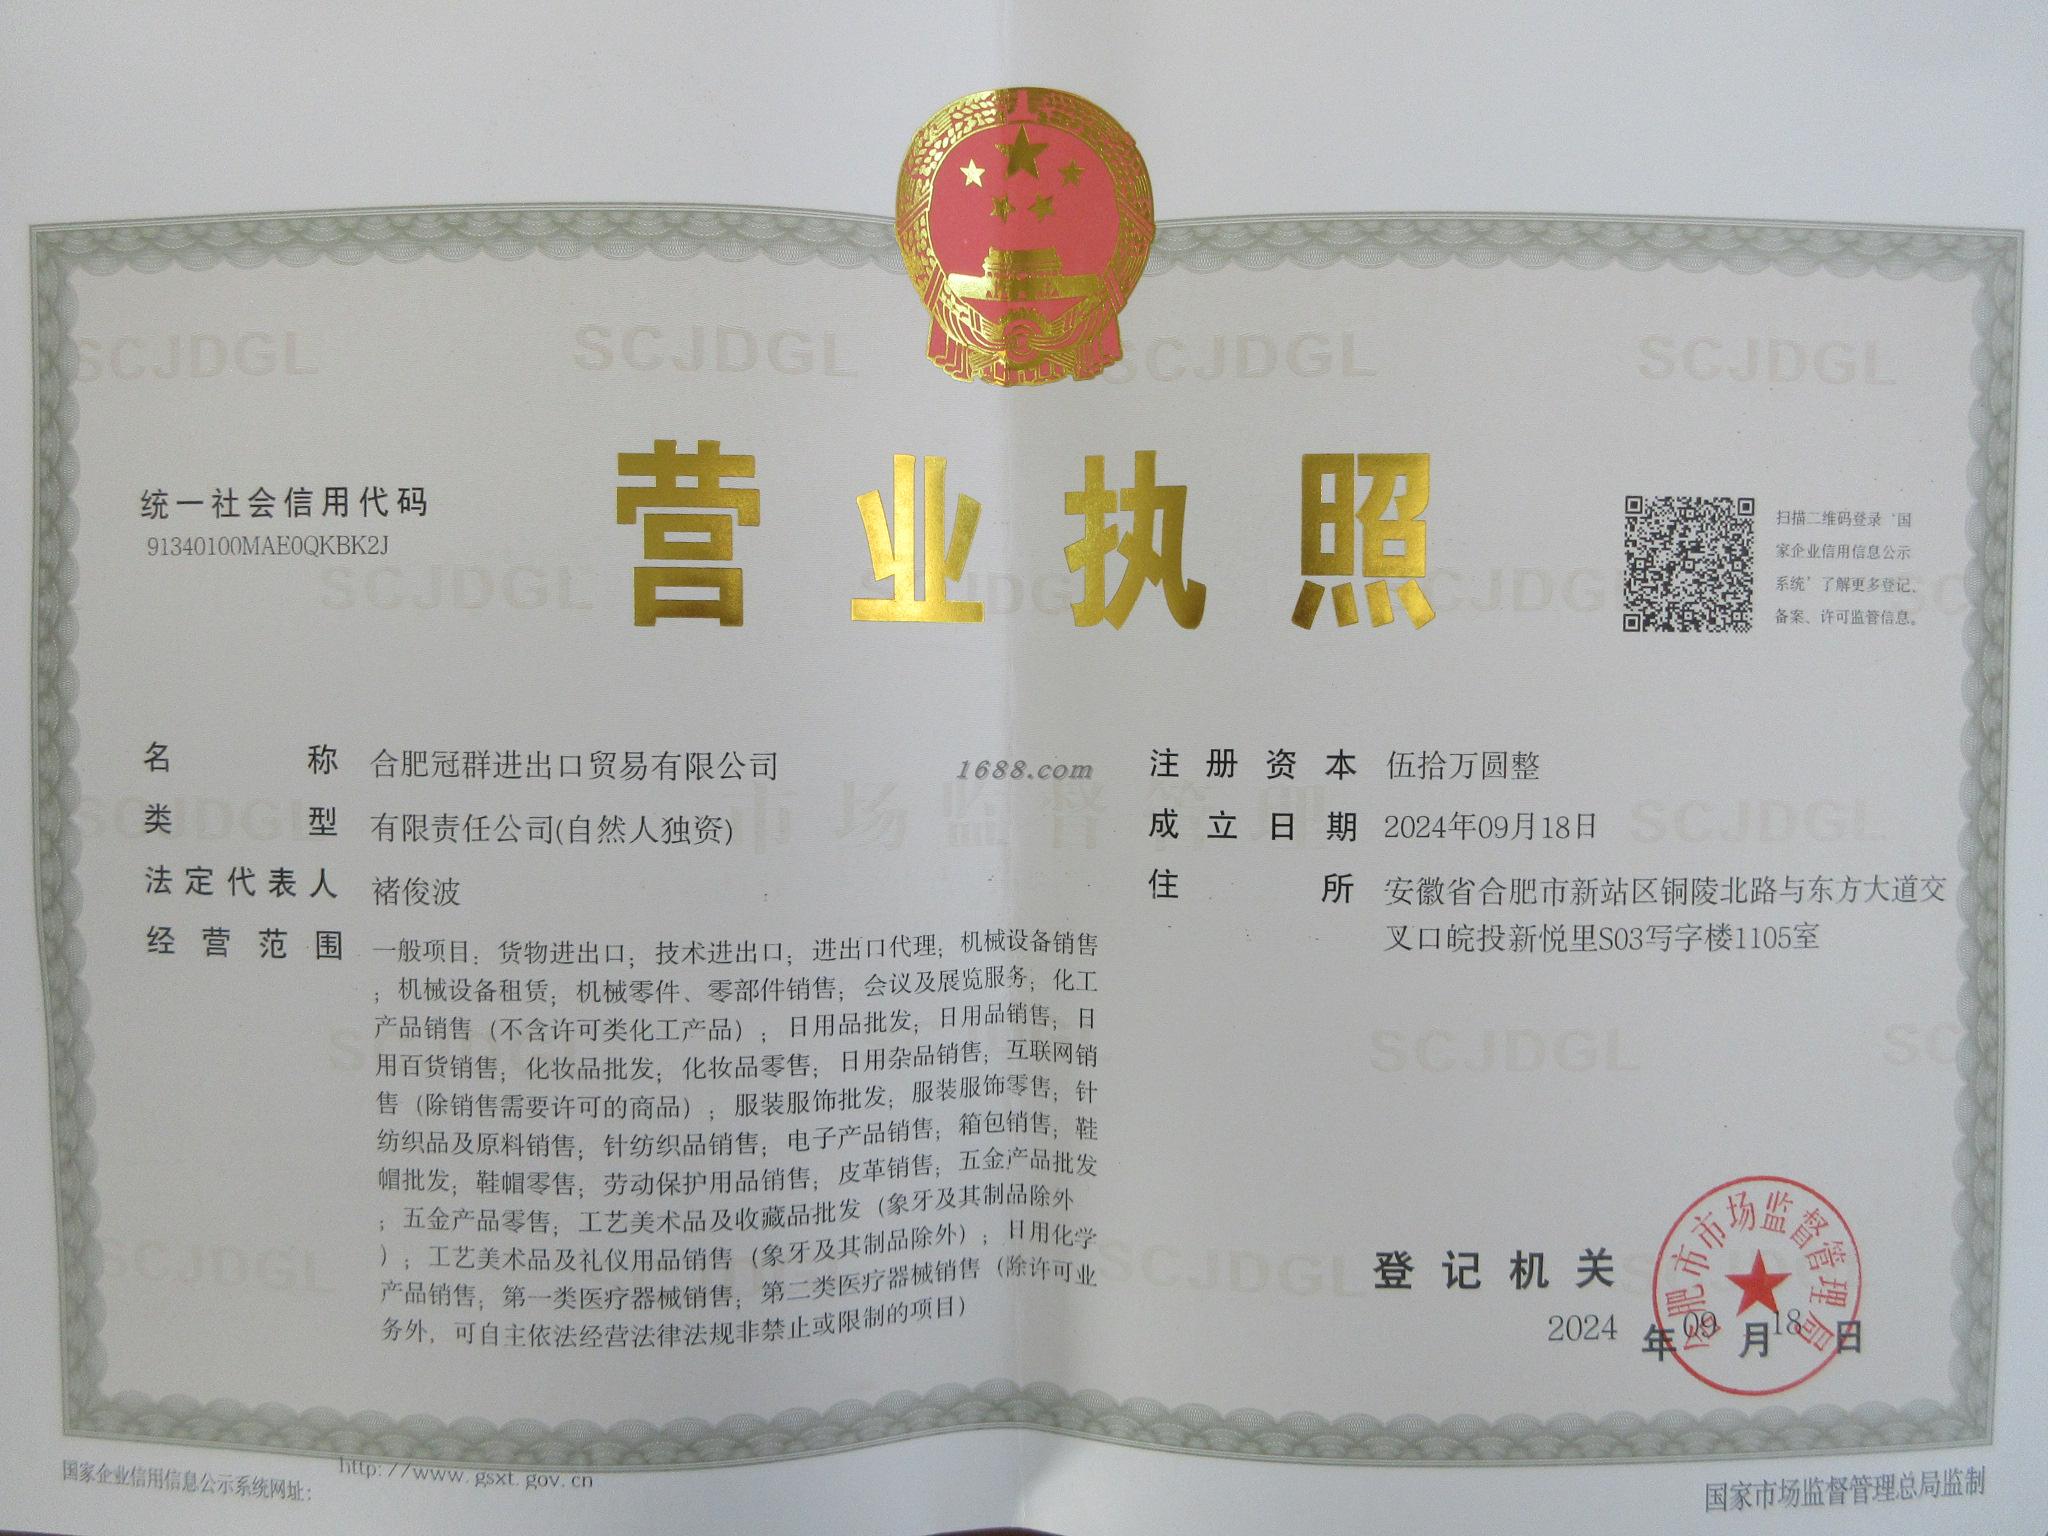 营业执照
统一社会信用代码
91340100MAE0QKBK2J
扫描二维码登录‘国
家企业信用信息公示
系统’了解更多登记、
备案、许可监管信息。
名称 合肥冠群进出口贸易有限公司
类型 有限责任公司(自然人独资)
法定代表人 褚俊波
经营范围 一般项目：货物进出口；技术进出口；进出口代理；机械设备销售
；机械设备租赁；机械零件、零部件销售；会议及展览服务；化工
产品销售（不含许可类化工产品）；日用品批发；日用品销售；日
用百货销售；化妆品批发；化妆品零售；日用杂品销售；互联网销
售（除销售需要许可的商品）；服装服饰批发；服装服饰零售；针
纺织品及原料销售；针纺织品销售；电子产品销售；箱包销售；鞋
帽批发；鞋帽零售；劳动保护用品销售；皮革销售；五金产品批发
；五金产品零售；工艺美术品及收藏品批发（象牙及其制品除外
）；工艺美术品及礼仪用品销售（象牙及其制品除外）；日用化学
产品销售；第一类医疗器械销售；第二类医疗器械销售（除许可业
务外，可自主依法经营法律法规非禁止或限制的项目）
1688.com
注册资本 伍拾万圆整
成立日期 2024年09月18日
住所 安徽省合肥市新站区铜陵北路与东方大道交
叉口皖投新悦里S03写字楼1105室
登记机关
合肥市市场监督管理局
2024年09月18日
国家企业信用信息公示系统网址：http://www.gsxt.gov.cn
国家市场监督管理总局监制
SCJDGL
SCJDGL
SCJDGL
SCJDGL
SCJDGL
SCJDGL
市场监督管理
SCJDGL
SCJDGL
SCJDGL